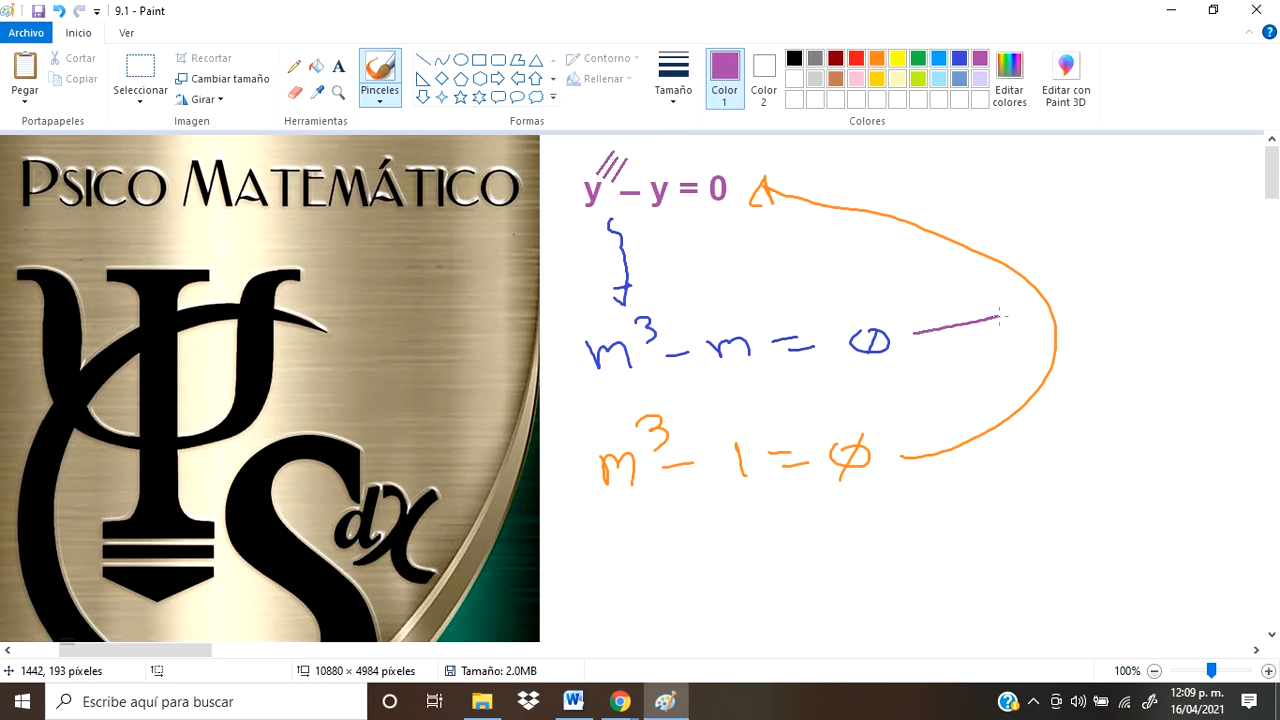 9.1 - Paint
Archivo Inicio Ver
Pegar
Cortar
Copiar
Portapapeles
Seleccionar
Recortar
Cambiar tamaño
Girar
Imagen
A
Herramientas
Pinceles
Contorno
Rellenar
Formas
Tamaño
Color 1
Color 2
Editar colores
Colores
Editar con Paint 3D
PSICO MATEMÁTICO
dx
y''' – y = 0
m³ – m = 0
m³ – 1 = 0
1442, 193 píxeles
10880 × 4984 píxeles
Tamaño: 2.0MB
100%
Escribe aquí para buscar
12:09 p. m.
16/04/2021